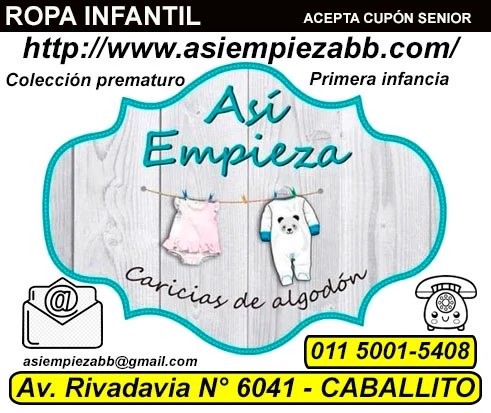 ROPA INFANTIL ACEPTA CUPÓN SENIOR
http://www.asiempiezabb.com/
Colección prematuro Primera infancia
Así
Empieza
Caricias de algodón
@
asiempiezabb@gmail.com
011 5001-5408
Av. Rivadavia N° 6041 - CABALLITO